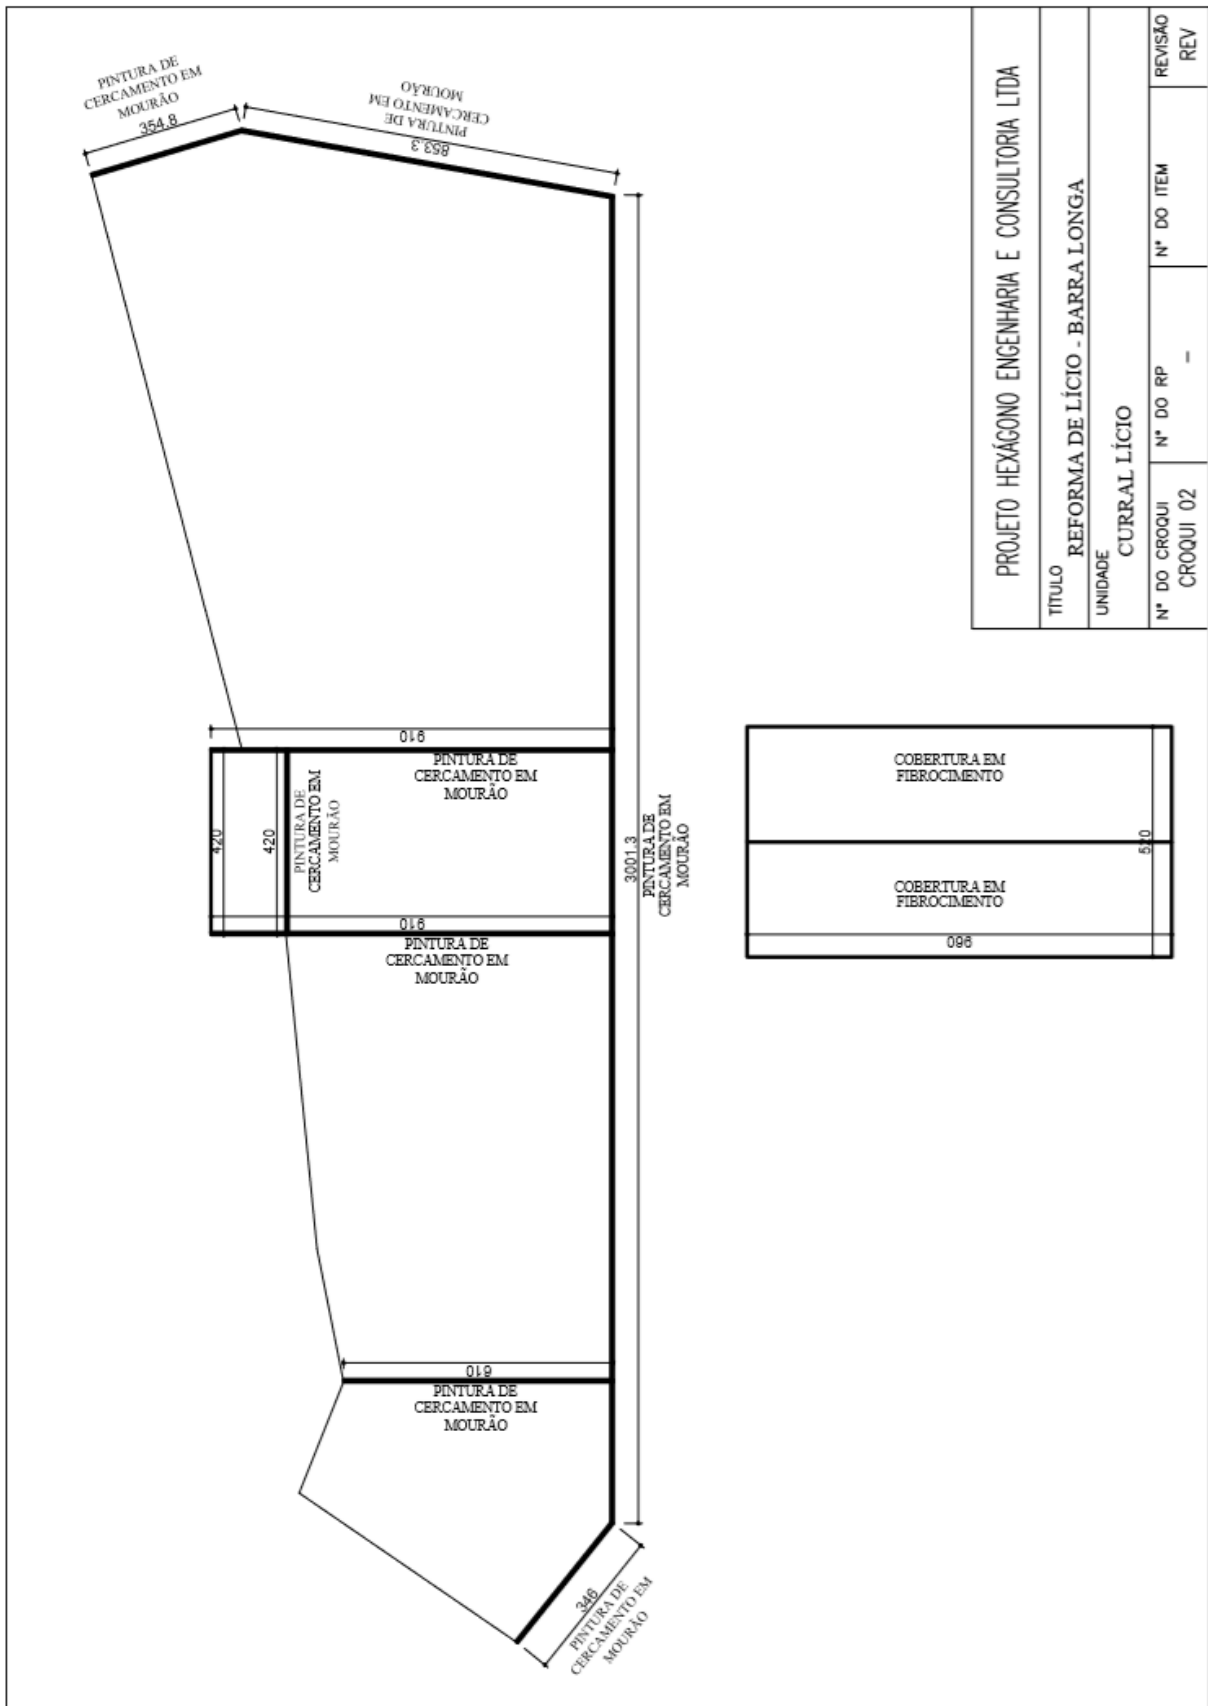 PINTURA DE
CERCAMENTO EM
MOURÃO
354.8
PINTURA DE
CERCAMENTO EM
MOURÃO
853.3
910
PINTURA DE
CERCAMENTO EM
MOURÃO
420
420
PINTURA DE
CERCAMENTO EM
MOURÃO
910
PINTURA DE
CERCAMENTO EM
MOURÃO
3001.3
PINTURA DE
CERCAMENTO EM
MOURÃO
610
PINTURA DE
CERCAMENTO EM
MOURÃO
346
PINTURA DE
CERCAMENTO EM
MOURÃO
COBERTURA EM
FIBROCIMENTO
520
COBERTURA EM
FIBROCIMENTO
960
PROJETO HEXÁGONO ENGENHARIA E CONSULTORIA LTDA
TÍTULO
REFORMA DE LÍCIO - BARRA LONGA
UNIDADE
CURRAL LÍCIO
N° DO CROQUI
CROQUI 02
N° DO RP
–
N° DO ITEM
REVISÃO
REV